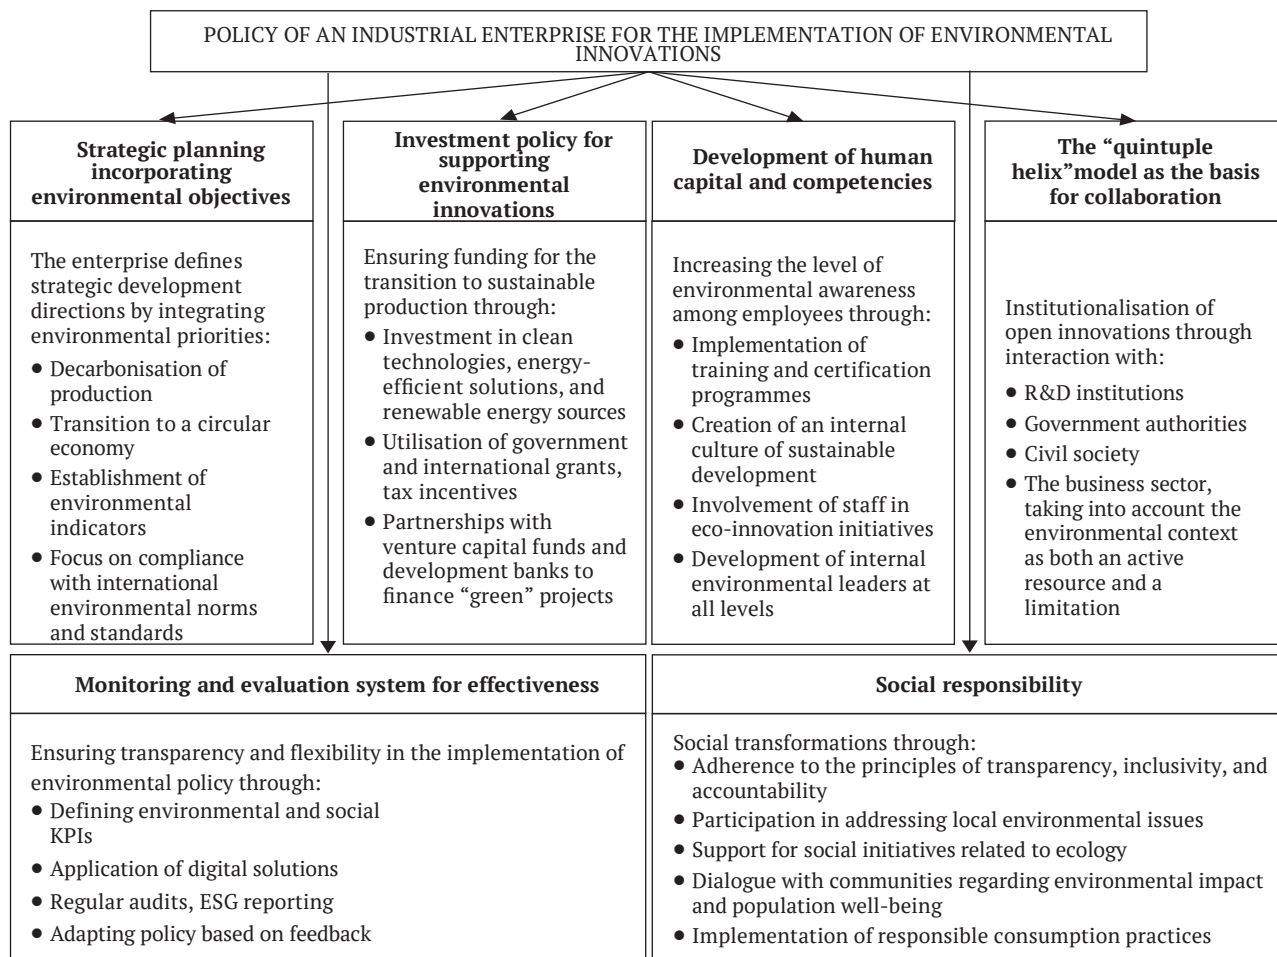 POLICY OF AN INDUSTRIAL ENTERPRISE FOR THE IMPLEMENTATION OF ENVIRONMENTAL
INNOVATIONS
Strategic planning
incorporating
environmental objectives
The enterprise defines
strategic development
directions by integrating
environmental priorities:
● Decarbonisation of
production
● Transition to a circular
economy
● Establishment of
environmental
indicators
● Focus on compliance
with international
environmental norms
and standards
Investment policy for
supporting
environmental
innovations
Ensuring funding for the
transition to sustainable
production through:
● Investment in clean
technologies, energy-
efficient solutions, and
renewable energy sources
● Utilisation of government
and international grants,
tax incentives
● Partnerships with
venture capital funds and
development banks to
finance “green” projects
Development of human
capital and competencies
Increasing the level of
environmental awareness
among employees through:
● Implementation of
training and certification
programmes
● Creation of an internal
culture of sustainable
development
● Involvement of staff in
eco-innovation initiatives
● Development of internal
environmental leaders at
all levels
The “quintuple
helix”model as the basis
for collaboration
Institutionalisation of
open innovations through
interaction with:
● R&D institutions
● Government authorities
● Civil society
● The business sector,
taking into account the
environmental context
as both an active
resource and a
limitation
Monitoring and evaluation system for effectiveness
Ensuring transparency and flexibility in the implementation of
environmental policy through:
● Defining environmental and social
KPIs
● Application of digital solutions
● Regular audits, ESG reporting
● Adapting policy based on feedback
Social responsibility
Social transformations through:
● Adherence to the principles of transparency, inclusivity, and
accountability
● Participation in addressing local environmental issues
● Support for social initiatives related to ecology
● Dialogue with communities regarding environmental impact
and population well-being
● Implementation of responsible consumption practices